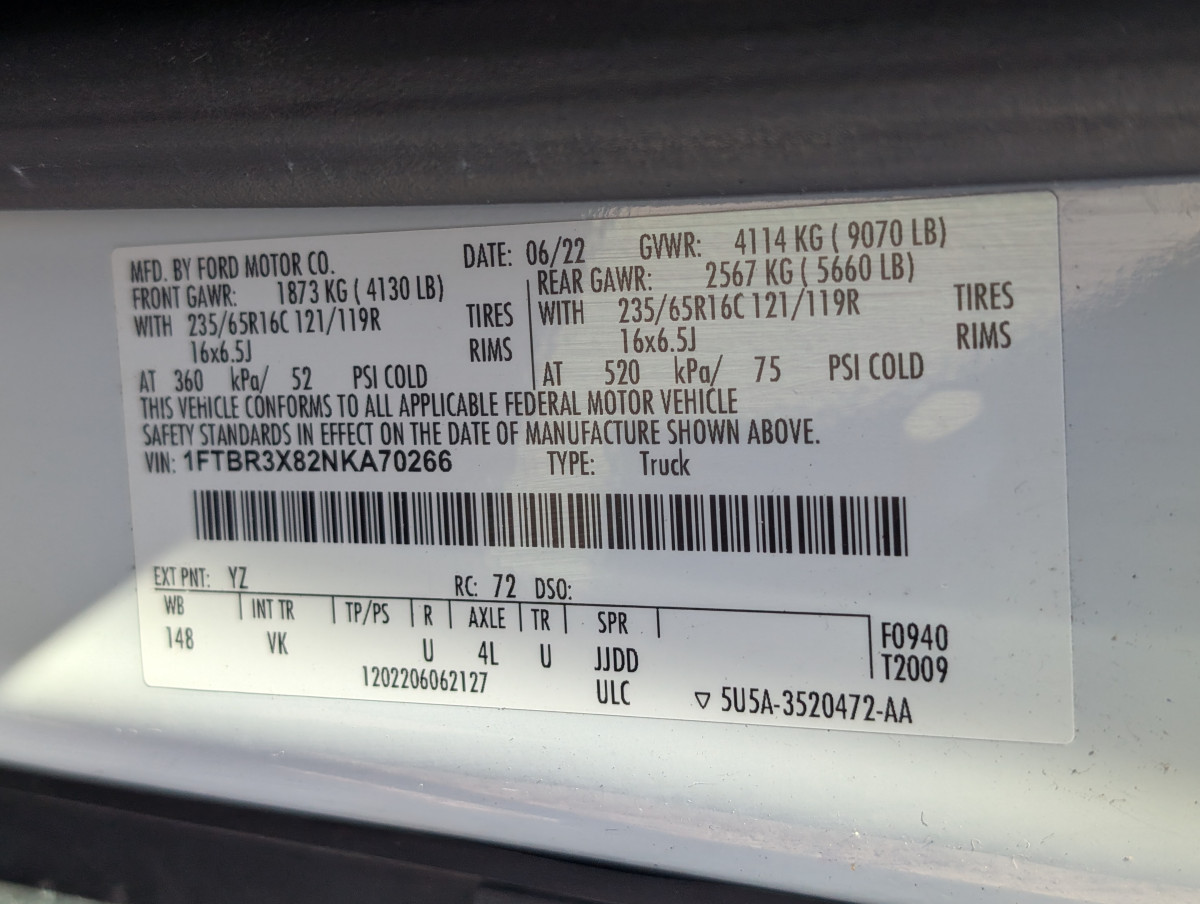 MFD. BY FORD MOTOR CO. DATE: 06/22 GVWR: 4114 KG ( 9070 LB)
FRONT GAWR: 1873 KG ( 4130 LB) REAR GAWR: 2567 KG ( 5660 LB)
WITH 235/65R16C 121/119R TIRES WITH 235/65R16C 121/119R TIRES
16x6.5J RIMS 16x6.5J RIMS
AT 360 kPa/ 52 PSI COLD AT 520 kPa/ 75 PSI COLD
THIS VEHICLE CONFORMS TO ALL APPLICABLE FEDERAL MOTOR VEHICLE
SAFETY STANDARDS IN EFFECT ON THE DATE OF MANUFACTURE SHOWN ABOVE.
VIN: 1FTBR3X82NKA70266 TYPE: Truck
EXT PNT: YZ RC: 72 DSO:
WB INT TR TP/PS R AXLE TR SPR F0940
148 VK U 4L U JJDD T2009
1202206062127 ULC ▽ 5U5A-3520472-AA